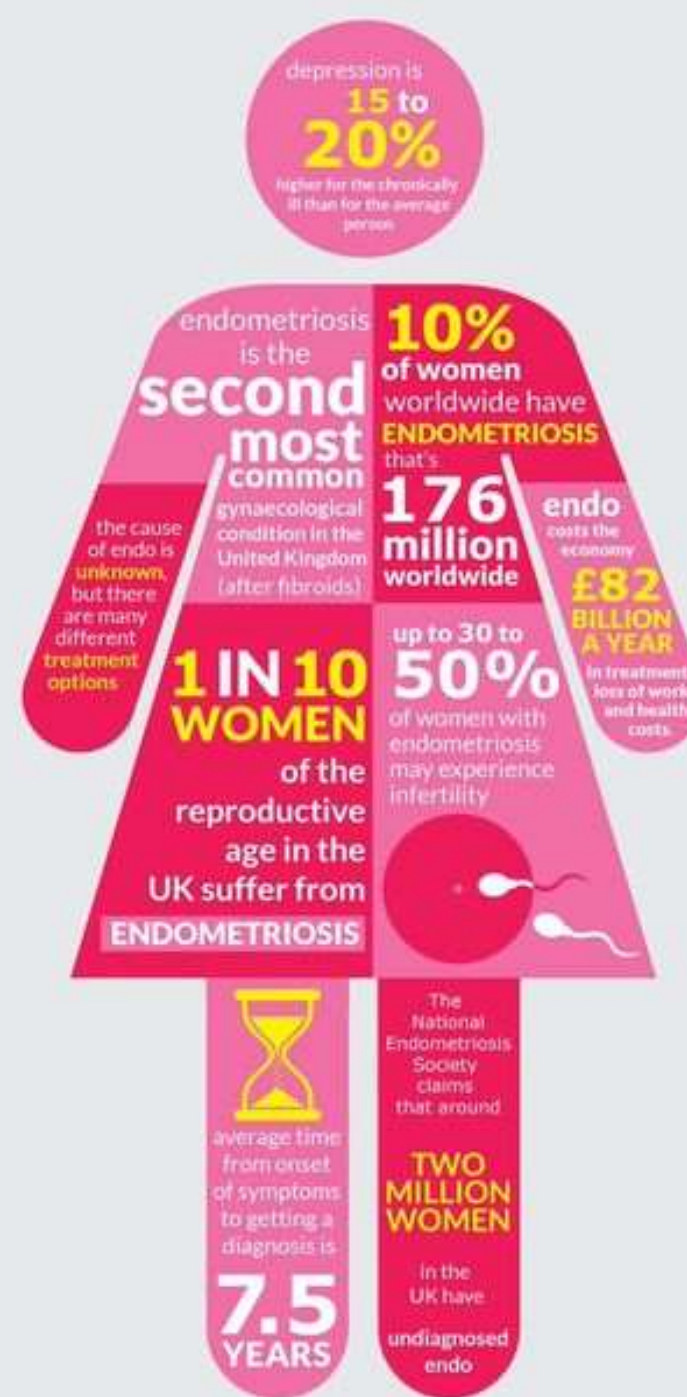 depression is
15 to
20%
higher for the chronically
ill than for the average
person
endometriosis
is the
second
most
common
gynaecological
condition in the
United Kingdom
(after fibroids)
10%
of women
worldwide have
ENDOMETRIOSIS
that's
176
million
worldwide
the cause
of endo is
unknown,
but there
are many
different
treatment
options
endo
costs the
economy
£82
BILLION
A YEAR
In treatment
loss of work
and health
costs
1 IN 10
WOMEN
of the
reproductive
age in the
UK suffer from
ENDOMETRIOSIS
up to 30 to
50%
of women with
endometriosis
may experience
infertility
average time
from onset
of symptoms
to getting a
diagnosis is
7.5
YEARS
The
National
Endometriosis
Society
claims
that around
TWO
MILLION
WOMEN
in the
UK have
undiagnosed
endo